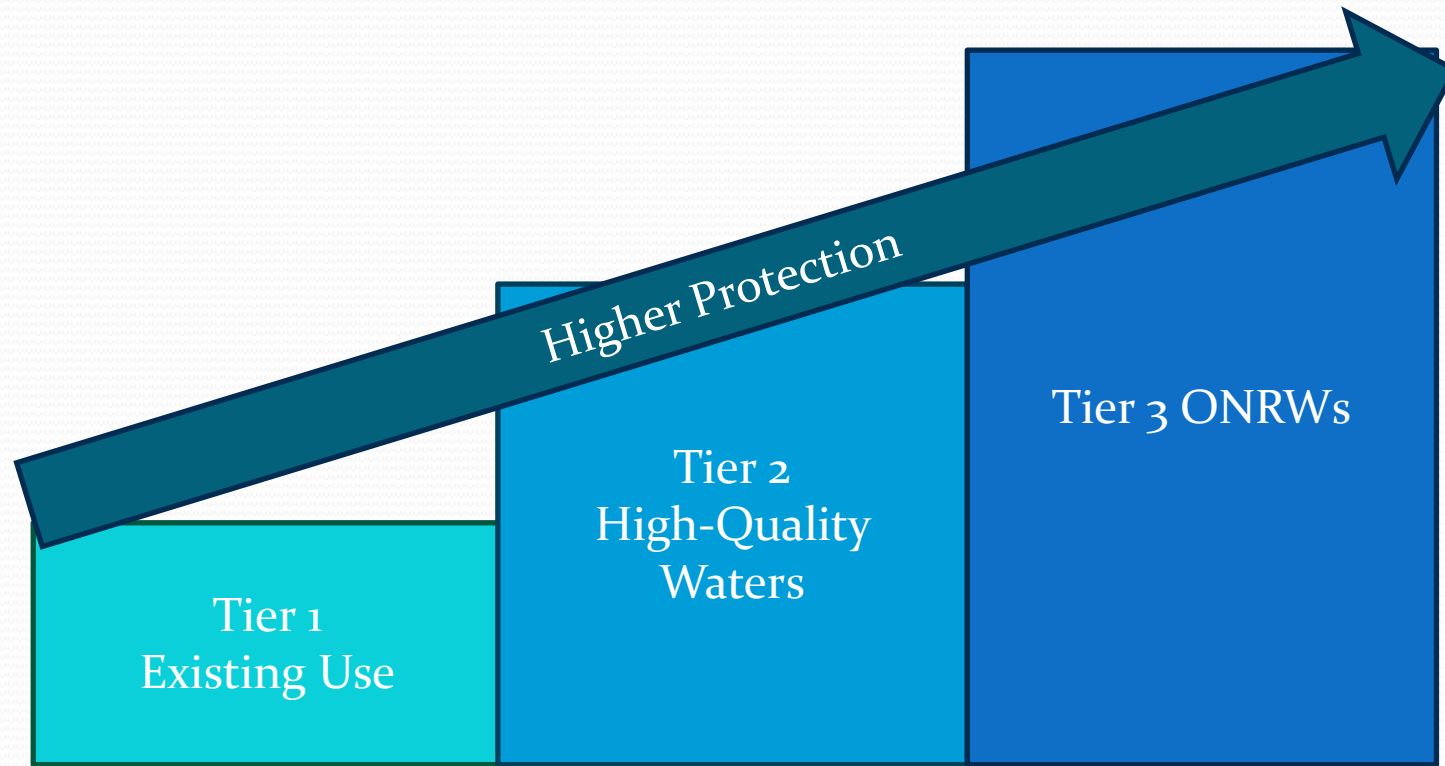 Higher Protection
Tier 1
Existing Use
Tier 2
High-Quality
Waters
Tier 3 ONRWs